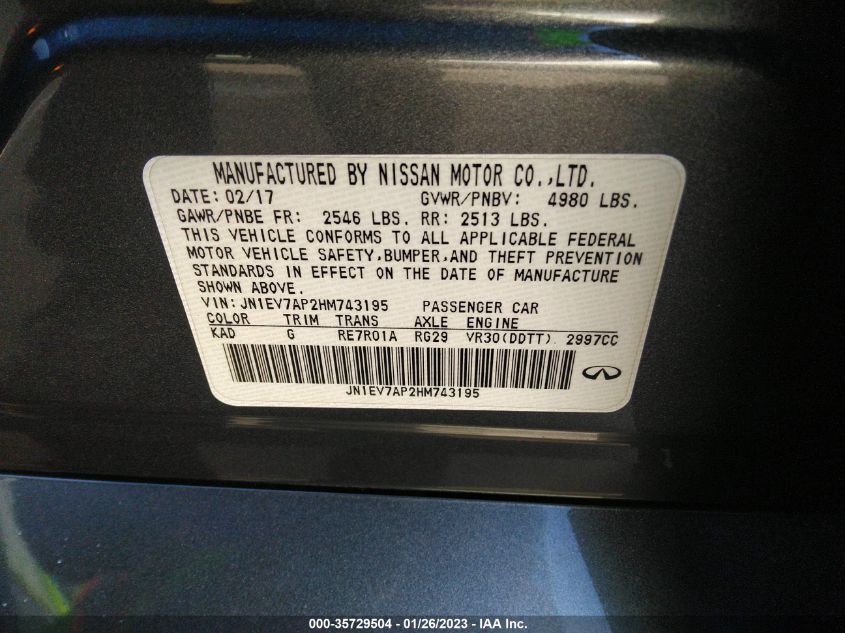 MANUFACTURED BY NISSAN MOTOR CO.,LTD.
DATE: 02/17 GVWR/PNBV: 4980 LBS.
GAWR/PNBE FR: 2546 LBS. RR: 2513 LBS.
THIS VEHICLE CONFORMS TO ALL APPLICABLE FEDERAL
MOTOR VEHICLE SAFETY,BUMPER,AND THEFT PREVENTION
STANDARDS IN EFFECT ON THE DATE OF MANUFACTURE
SHOWN ABOVE.
VIN: JN1EV7AP2HM743195 PASSENGER CAR
COLOR TRIM TRANS AXLE ENGINE
KAD G RE7R01A RG29 VR30(DDTT) 2997CC
JN1EV7AP2HM743195
000-35729504 - 01/26/2023 - IAA Inc.